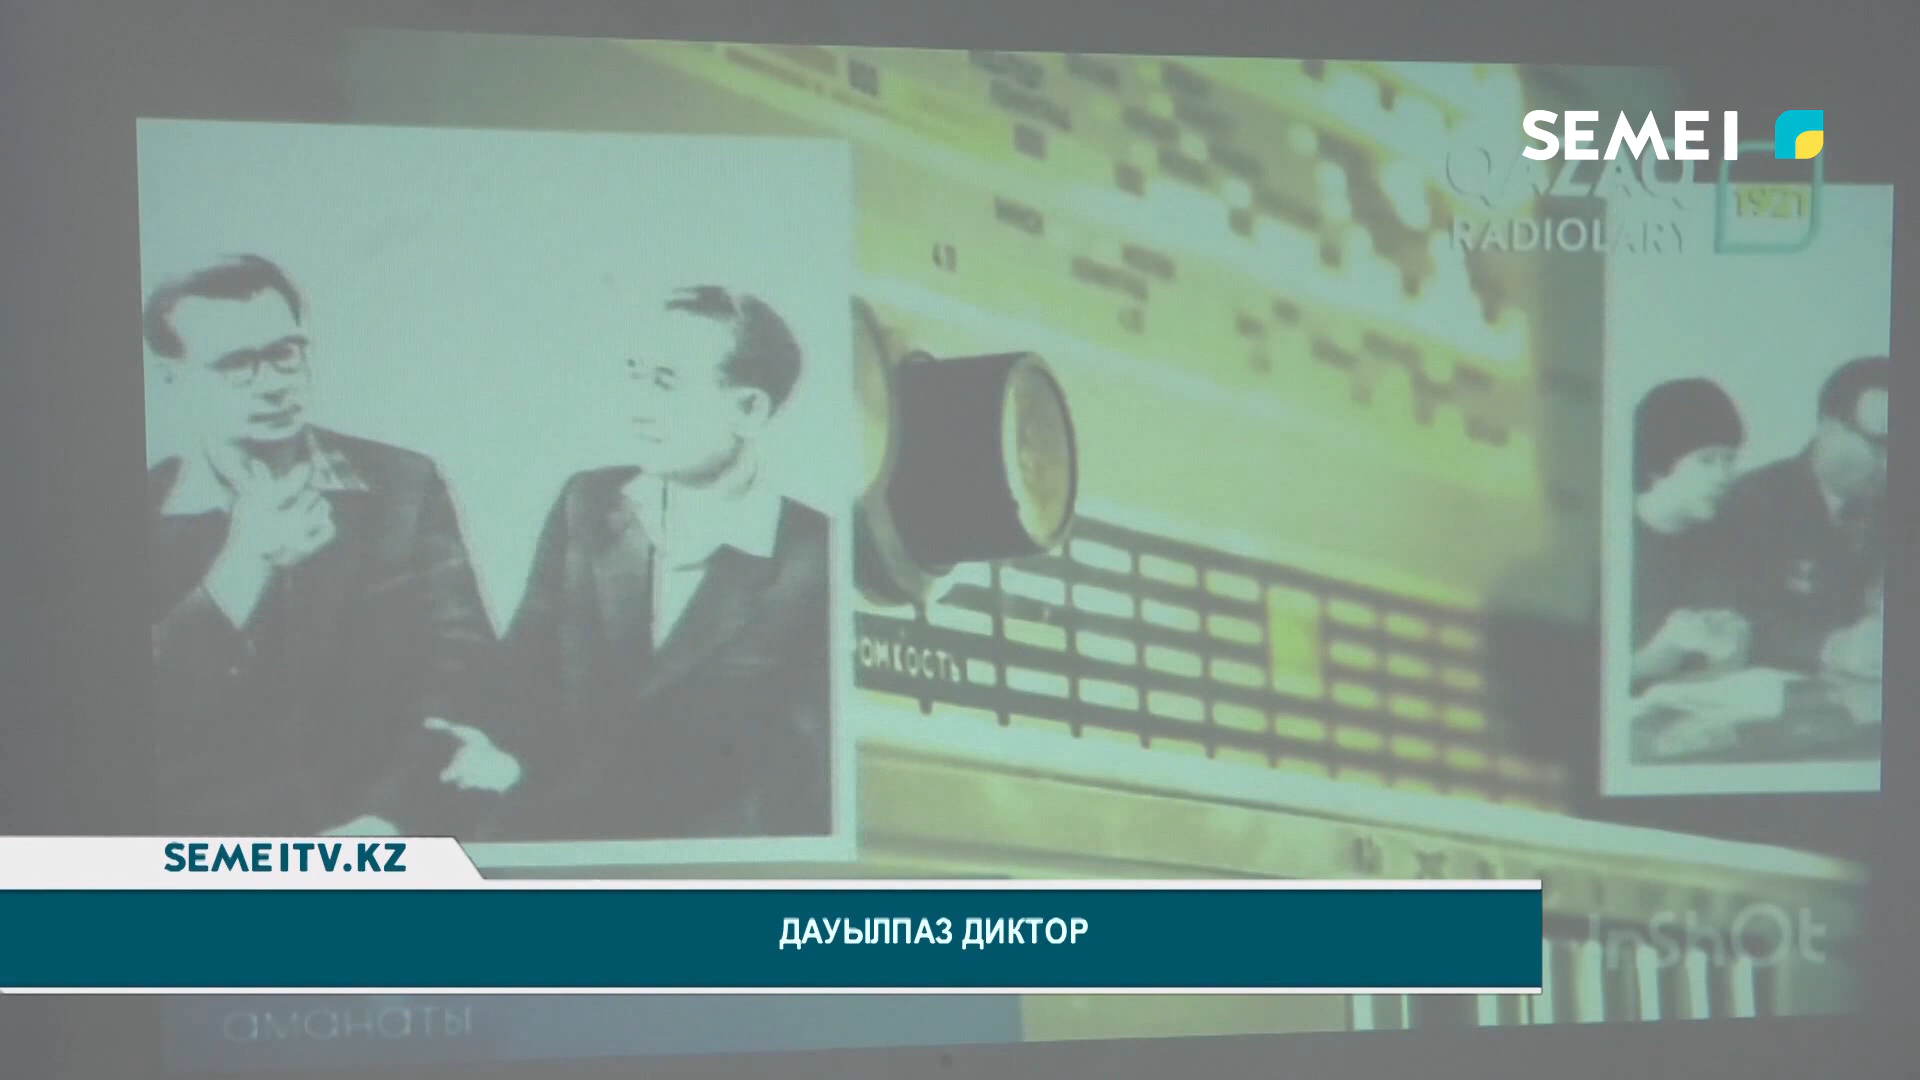 SEMEI
QAZAQ
RADIOLARY
1921
ОМКОСТЬ
SEMEITV.KZ
ДАУЫЛПАЗ ДИКТОР
InShOt
аманаты